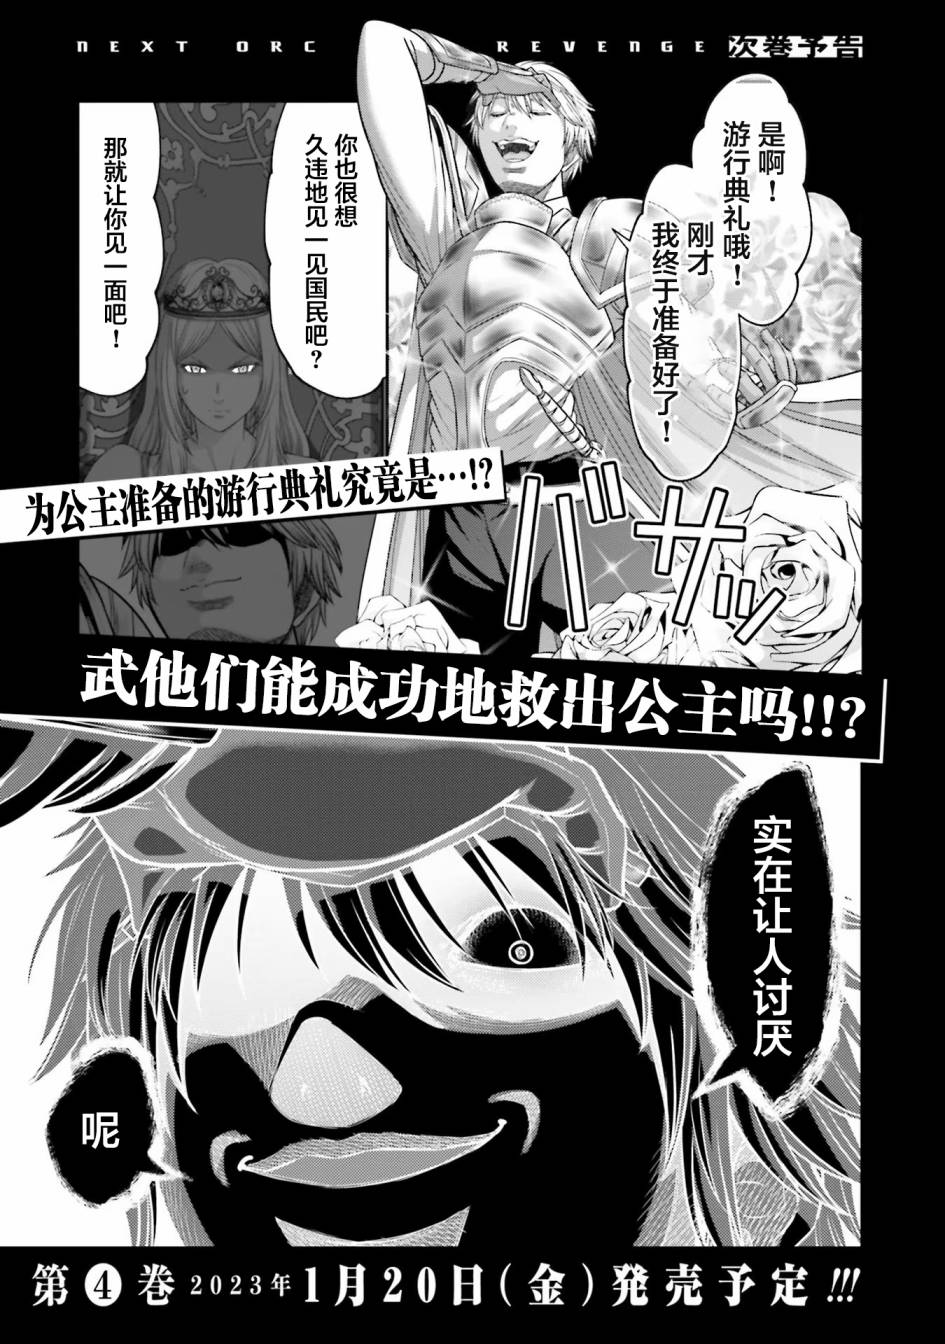 NEXT ORC REVENGE 次巻予告
是啊！
游行典礼哦！
刚才
我终于准备好了！
你也很想
久违地见一见国民吧？
那就让你见一面吧！
バサッ
为公主准备的游行典礼究竟是…!?
武他们能成功地救出公主吗!!?
实在让人讨厌
呢
第4巻 2023年 1月20日(金)発売予定!!!